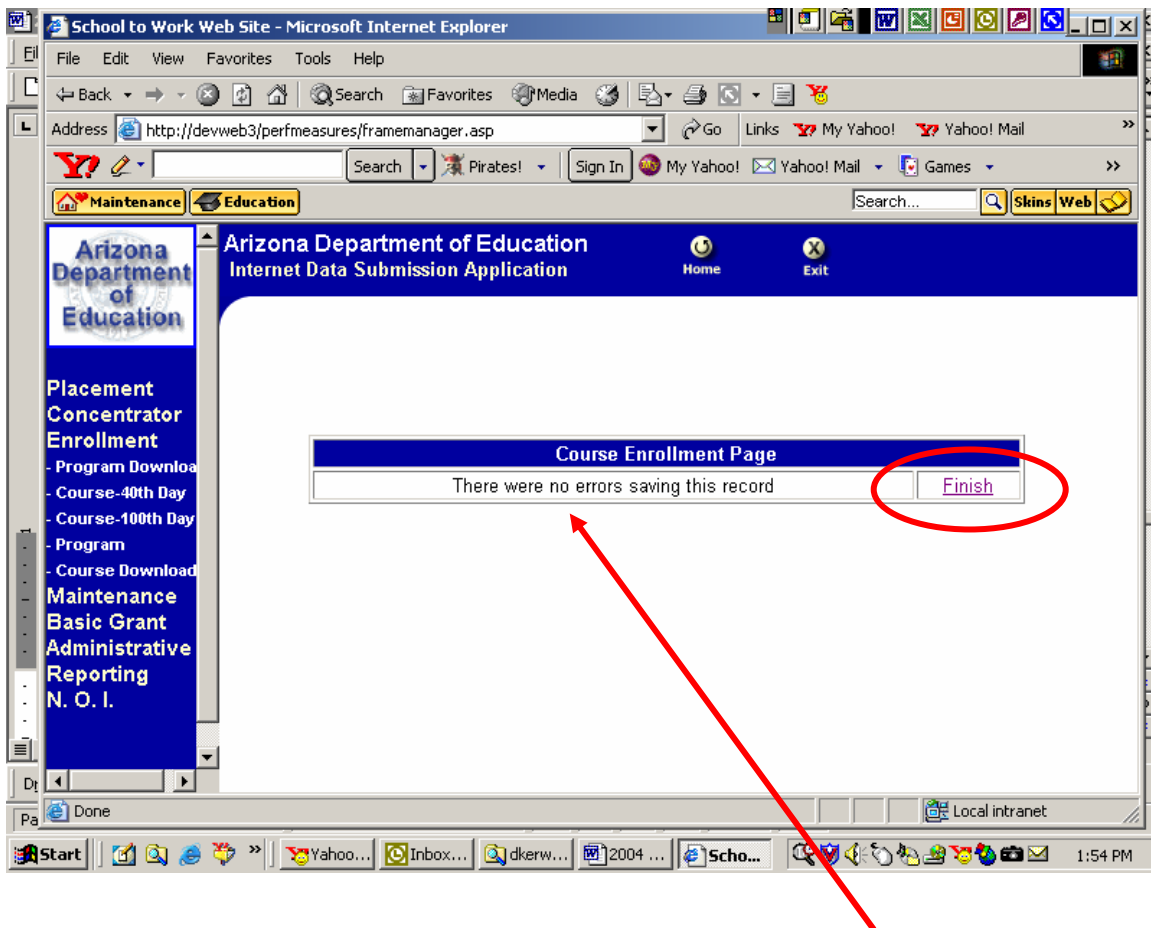 School to Work Web Site - Microsoft Internet Explorer
File Edit View Favorites Tools Help
Back Search Favorites Media
Address http://devweb3/perfmeasures/framemanager.asp Go Links My Yahoo! Yahoo! Mail »
Y! Search Pirates! Sign In My Yahoo! Yahoo! Mail Games »
Maintenance Education Search... Skins Web
Arizona
Department
of
Education
Arizona Department of Education
Internet Data Submission Application
Home Exit
Placement
Concentrator
Enrollment
- Program Downloa
- Course-40th Day
- Course-100th Day
- Program
- Course Download
Maintenance
Basic Grant
Administrative
Reporting
N. O. I.
Course Enrollment Page
There were no errors saving this record Finish
Done Local intranet
Start » Yahoo... Inbox... dkerw... 2004 ... Scho... 1:54 PM